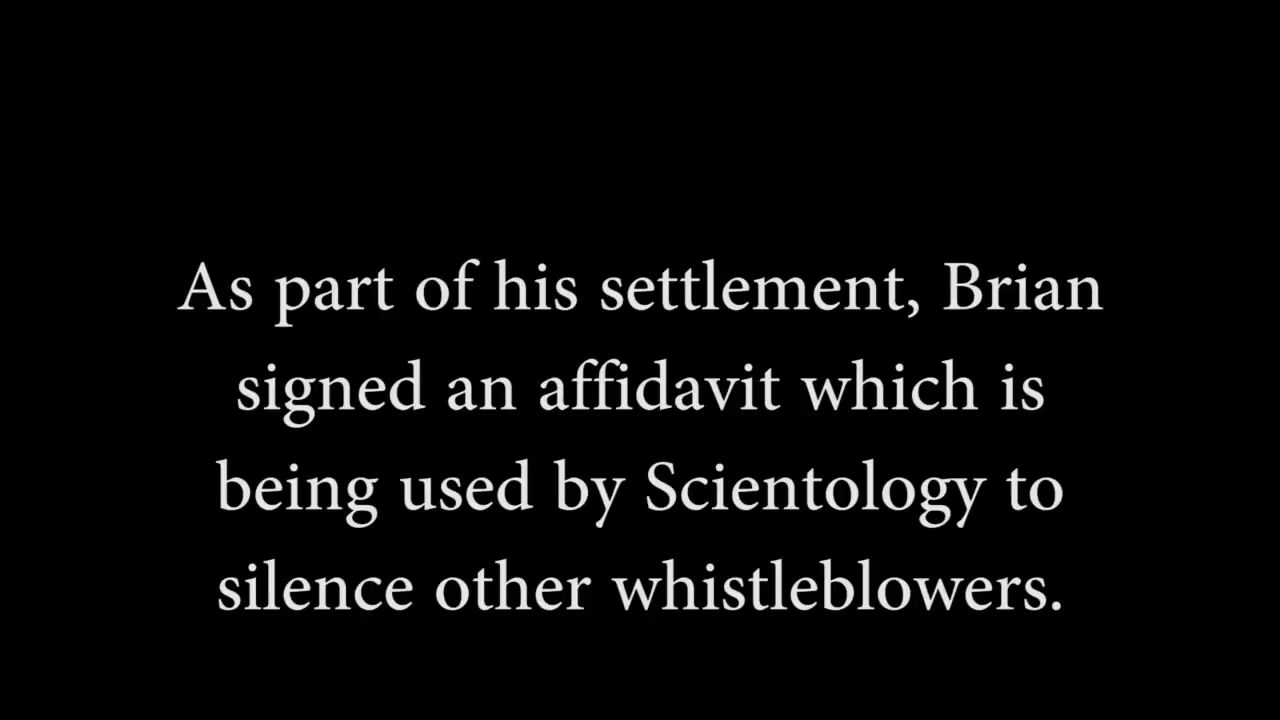 As part of his settlement, Brian
signed an affidavit which is
being used by Scientology to
silence other whistleblowers.